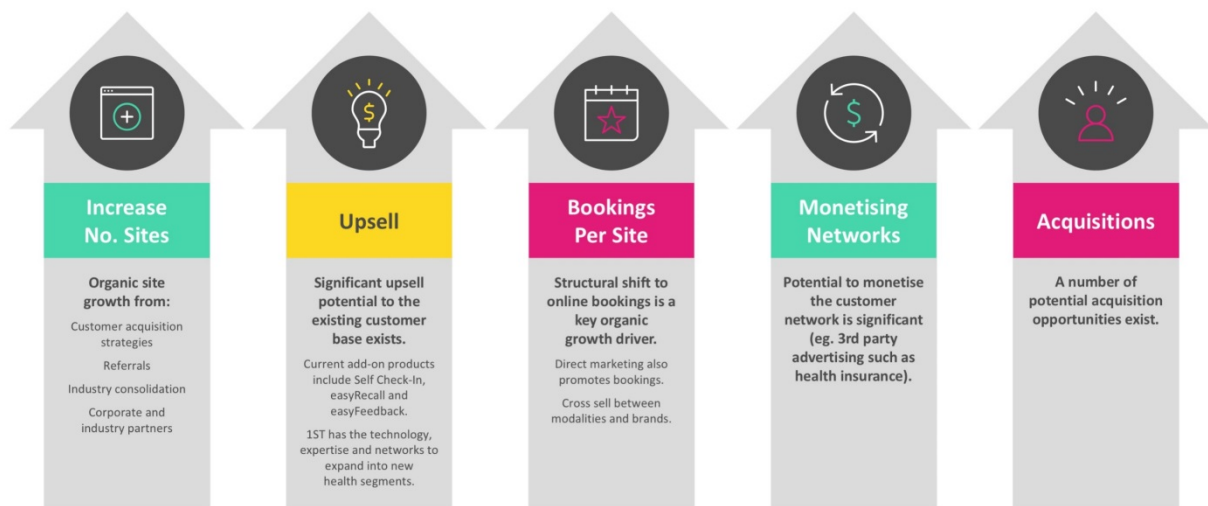 Increase
No. Sites
Organic site
growth from:
Customer acquisition
strategies
Referrals
Industry consolidation
Corporate and
industry partners
$
Upsell
Significant upsell
potential to the
existing customer
base exists.
Current add-on products
include Self Check-In,
easyRecall and
easyFeedback.
1ST has the technology,
expertise and networks to
expand into new
health segments.
Bookings
Per Site
Structural shift to
online bookings is a
key organic
growth driver.
Direct marketing also
promotes bookings.
Cross sell between
modalities and brands.
$
Monetising
Networks
Potential to monetise
the customer
network is significant
(eg. 3rd party
advertising such as
health insurance).
Acquisitions
A number of
potential acquisition
opportunities exist.